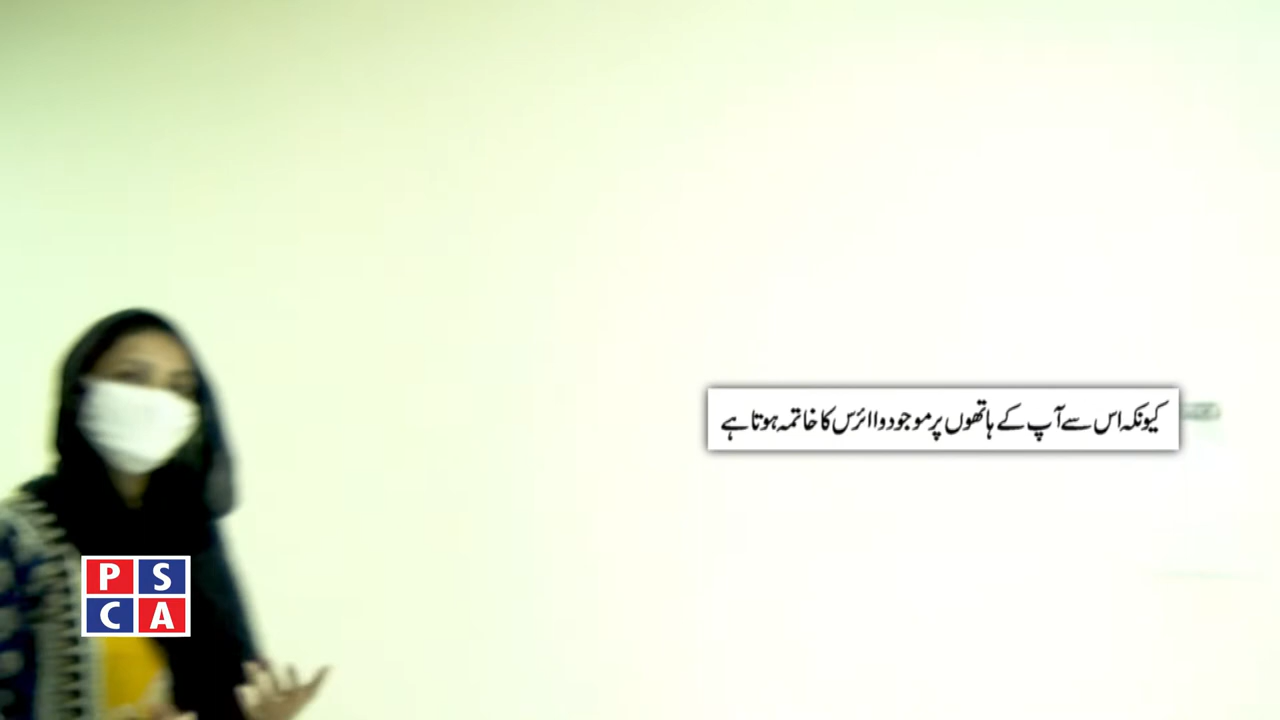 کیونکہ اس سے آپ کے ہاتھوں پر موجود وائرس کا خاتمہ ہوتا ہے
P S
C A